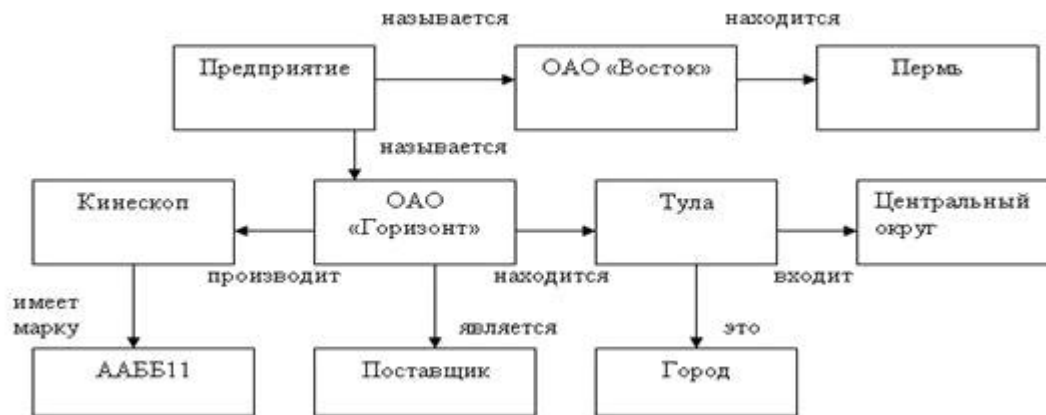 называется
находится
Предприятие
ОАО «Восток»
Пермь
называется
Кинескоп
ОАО
«Горизонт»
Тула
Центральный
округ
производит
находится
входит
имеет
марку
является
это
ААББ11
Поставщик
Город